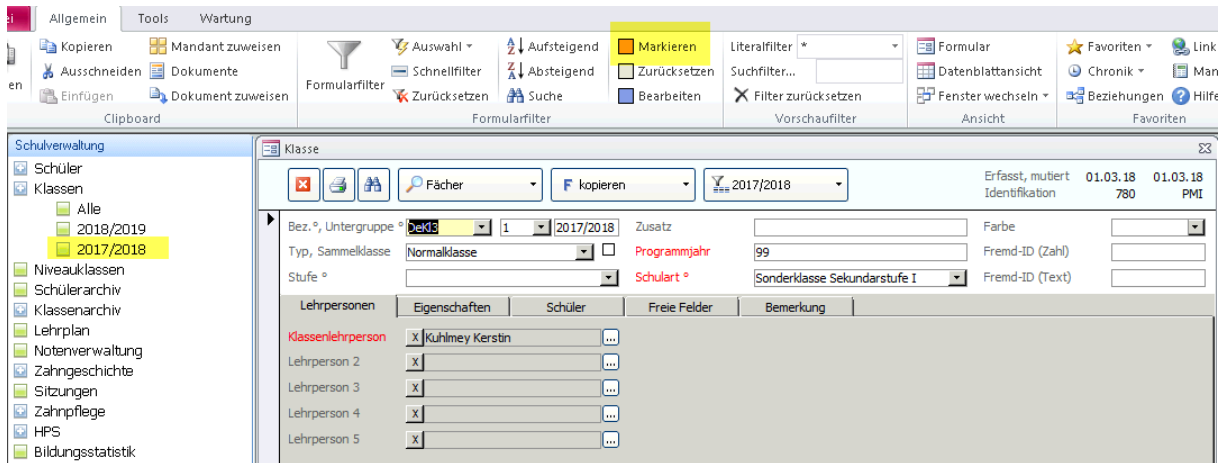 ei Allgemein Tools Wartung
Kopieren Mandant zuweisen Auswahl Aufsteigend Markieren Literalfilter * Formular Favoriten Link
Ausschneiden Dokumente Schnellfilter Absteigend Zurücksetzen Suchfilter... Datenblattansicht Chronik Man
en Einfügen Dokument zuweisen Formularfilter Zurücksetzen Suche Bearbeiten Filter zurücksetzen Fenster wechseln Beziehungen Hilfe
Clipboard Formularfilter Vorschaufilter Ansicht Favoriten
Schulverwaltung
Schüler
Klassen
Alle
2018/2019
2017/2018
Niveauklassen
Schülerarchiv
Klassenarchiv
Lehrplan
Notenverwaltung
Zahngeschichte
Sitzungen
Zahnpflege
HPS
Bildungsstatistik
Klasse
Fächer F kopieren 2017/2018 Erfasst, mutiert 01.03.18 01.03.18
Identifikation 780 PMI
Bez.°, Untergruppe ° DeKl3 1 2017/2018 Zusatz Farbe
Typ, Sammelklasse Normalklasse Programmjahr 99 Fremd-ID (Zahl)
Stufe ° Schulart ° Sonderklasse Sekundarstufe I Fremd-ID (Text)
Lehrpersonen Eigenschaften Schüler Freie Felder Bemerkung
Klassenlehrperson X Kuhlmey Kerstin ...
Lehrperson 2 X ...
Lehrperson 3 X ...
Lehrperson 4 X ...
Lehrperson 5 X ...